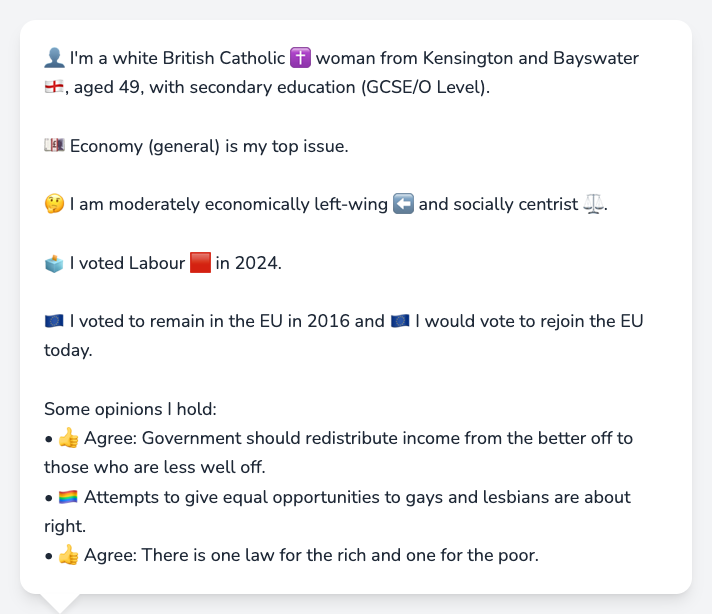 👤 I'm a white British Catholic ✝️ woman from Kensington and Bayswater
🏴󠁧󠁢󠁥󠁮󠁧󠁿, aged 49, with secondary education (GCSE/O Level).
💷 Economy (general) is my top issue.
🤔 I am moderately economically left-wing ⬅️ and socially centrist ⚖️.
🗳️ I voted Labour 🟥 in 2024.
🇪🇺 I voted to remain in the EU in 2016 and 🇪🇺 I would vote to rejoin the EU
today.
Some opinions I hold:
• 👍 Agree: Government should redistribute income from the better off to
those who are less well off.
• 🏳️‍🌈 Attempts to give equal opportunities to gays and lesbians are about
right.
• 👍 Agree: There is one law for the rich and one for the poor.